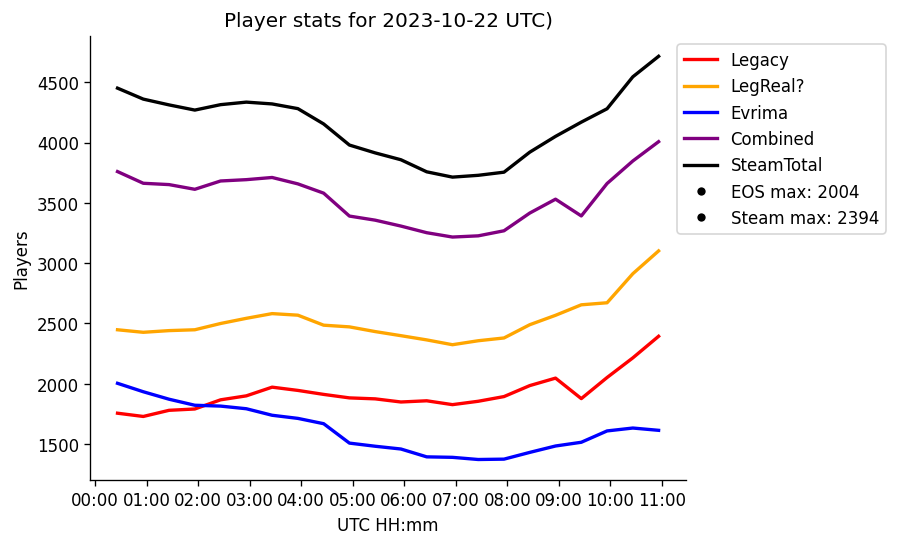 Player stats for 2023-10-22 UTC)
Players
4500
4000
3500
3000
2500
2000
1500
00:00 01:00 02:00 03:00 04:00 05:00 06:00 07:00 08:00 09:00 10:00 11:00
UTC HH:mm
Legacy
LegReal?
Evrima
Combined
SteamTotal
EOS max: 2004
Steam max: 2394